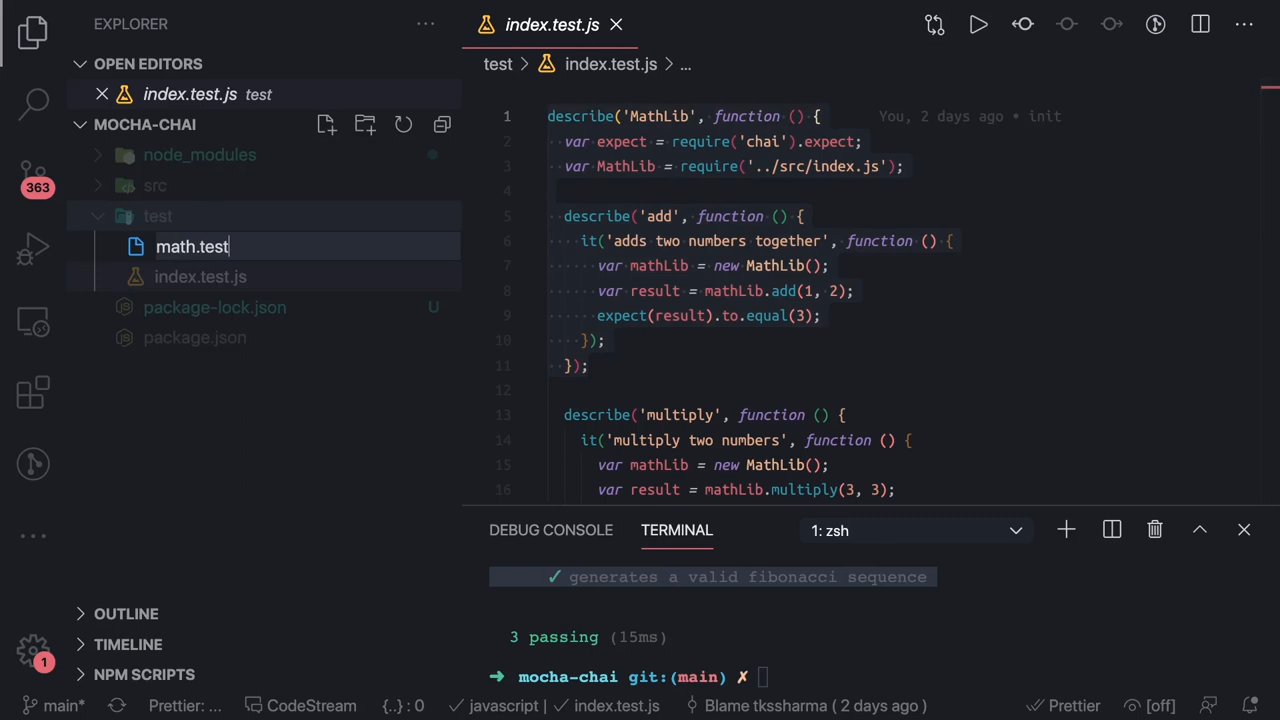 EXPLORER
OPEN EDITORS
index.test.js test
MOCHA-CHAI
node_modules
src
test
math.test
index.test.js
package-lock.json U
package.json
363
1
OUTLINE
TIMELINE
NPM SCRIPTS
index.test.js
test > index.test.js > ...
1 describe('MathLib', function () { You, 2 days ago • init
2 var expect = require('chai').expect;
3 var MathLib = require('../src/index.js');
4
5 describe('add', function () {
6 it('adds two numbers together', function () {
7 var mathLib = new MathLib();
8 var result = mathLib.add(1, 2);
9 expect(result).to.equal(3);
10 });
11 });
12
13 describe('multiply', function () {
14 it('multiply two numbers', function () {
15 var mathLib = new MathLib();
16 var result = mathLib.multiply(3, 3);
DEBUG CONSOLE TERMINAL 1: zsh
✓ generates a valid fibonacci sequence
3 passing (15ms)
➜ mocha-chai git:(main) ✗
main* Prettier: ... CodeStream {..} : 0 ✓ javascript | ✓ index.test.js Blame tkssharma ( 2 days ago ) Prettier [off]